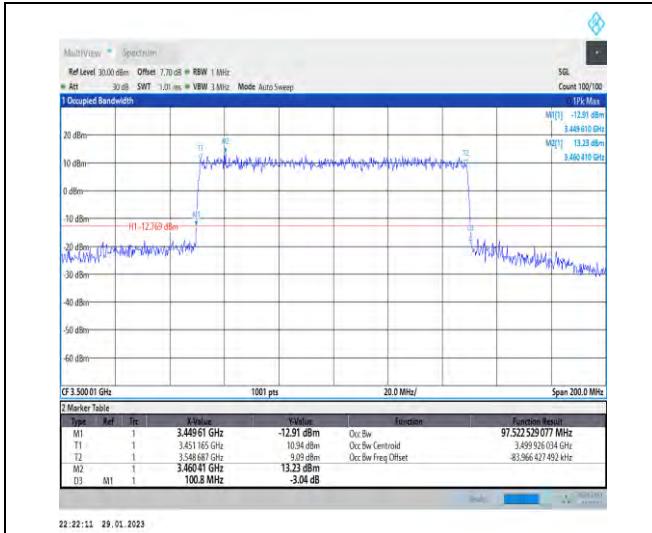 MultiView Spectrum
Ref Level 30.00 dBm Offset 7.70 dB RBW 1 MHz SGL
Att 30 dB SWT 1.01 ms VBW 3 MHz Mode Auto Sweep Count 100/100
1 Occupied Bandwidth 1Pk Max
M1[1] -12.91 dBm
3.449 610 GHz
M2[1] 13.23 dBm
3.460 410 GHz
20 dBm
T1 M2 T2
10 dBm
0 dBm
-10 dBm
M1
H1 -12.769 dBm
D3
-20 dBm
-30 dBm
-40 dBm
-50 dBm
-60 dBm
CF 3.500 01 GHz 1001 pts 20.0 MHz/ Span 200.0 MHz
2 Marker Table
Type Ref Trc X-Value Y-Value Function Function Result
M1 1 3.449 61 GHz -12.91 dBm Occ Bw 97.522 529 077 MHz
T1 1 3.451 165 GHz 10.94 dBm Occ Bw Centroid 3.499 926 034 GHz
T2 1 3.548 687 GHz 9.09 dBm Occ Bw Freq Offset -83.966 427 492 kHz
M2 1 3.460 41 GHz 13.23 dBm
D3 M1 1 100.8 MHz -3.04 dB
22:22:11 29.01.2023